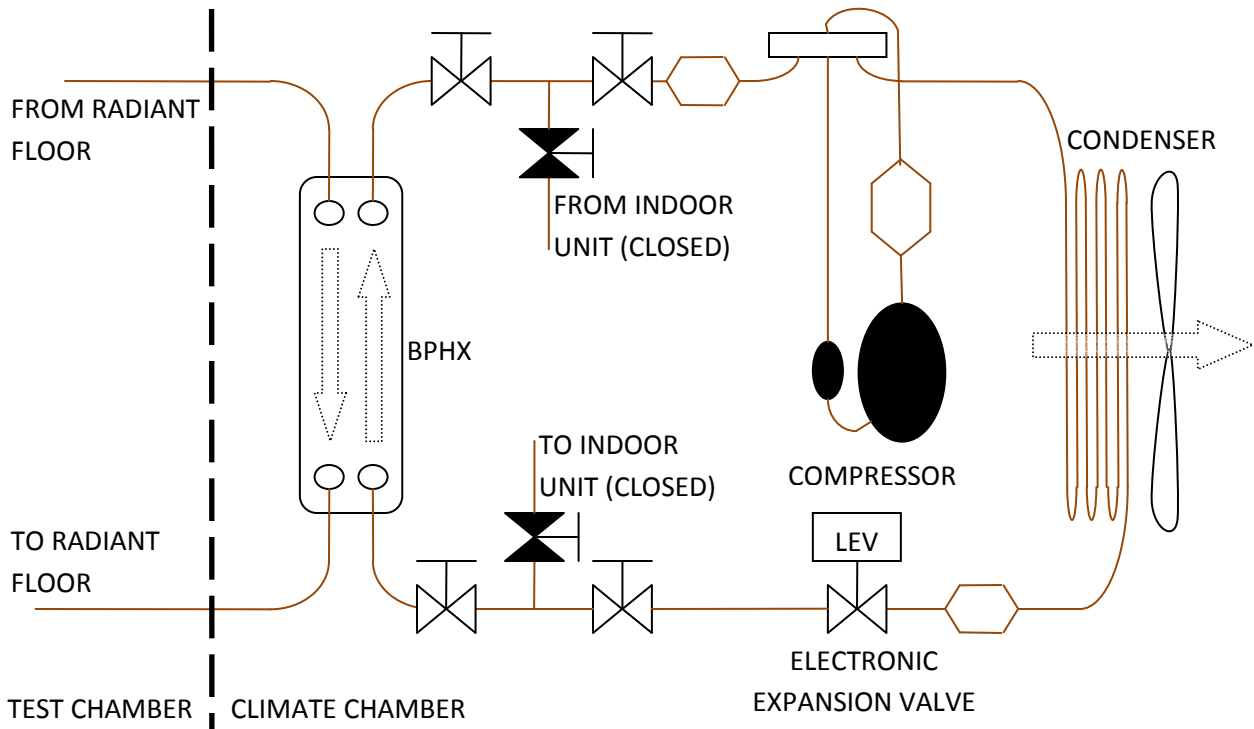 FROM RADIANT
FLOOR
CONDENSER
FROM INDOOR
UNIT (CLOSED)
BPHX
TO INDOOR
UNIT (CLOSED)
COMPRESSOR
TO RADIANT
FLOOR
LEV
ELECTRONIC
EXPANSION VALVE
TEST CHAMBER
CLIMATE CHAMBER